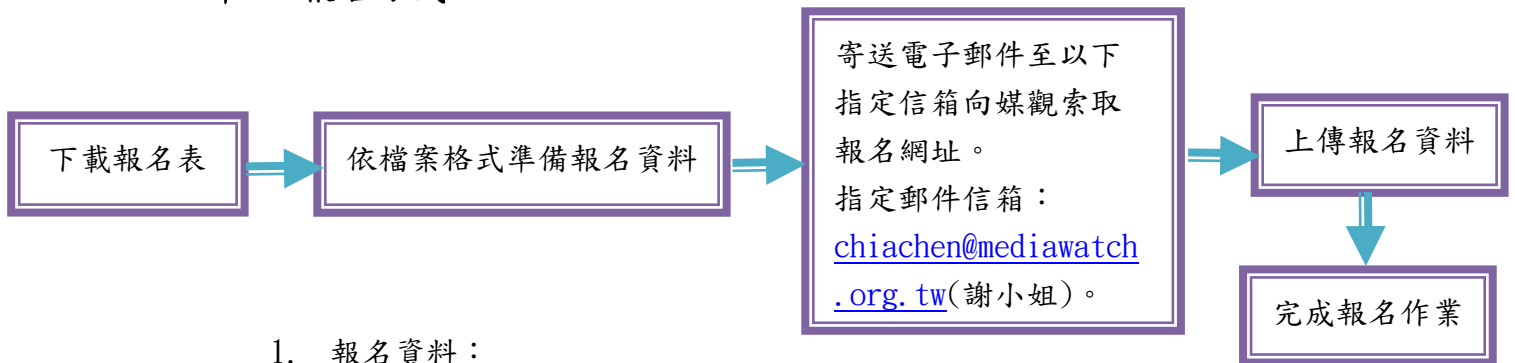 下載報名表
依檔案格式準備報名資料
寄送電子郵件至以下
指定信箱向媒觀索取
報名網址。
指定郵件信箱：
chiachen@mediawatch
.org.tw(謝小姐)。
上傳報名資料
完成報名作業
1. 報名資料：